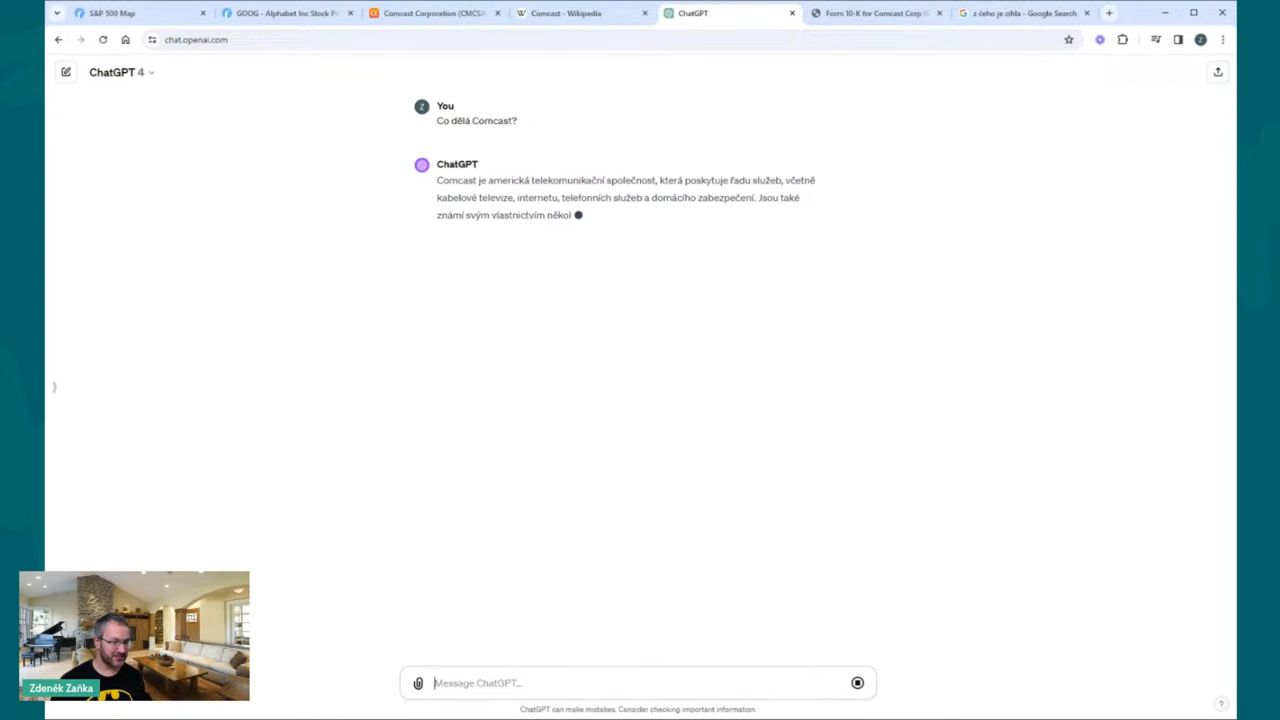 S&P 500 Map
GOOG - Alphabet Inc Stock Pr
Comcast Corporation (CMCSA
Comcast - Wikipedia
ChatGPT
Form 10-K for Comcast Corp
z čeho je cihla - Google Search
chat.openai.com
Z
ChatGPT 4
Z
You
Co dělá Comcast?
ChatGPT
Comcast je americká telekomunikační společnost, která poskytuje řadu služeb, včetně
kabelové televize, internetu, telefonních služeb a domácího zabezpečení. Jsou také
známí svým vlastnictvím někol
Message ChatGPT...
ChatGPT can make mistakes. Consider checking important information.
?
Zdeněk Zaňka